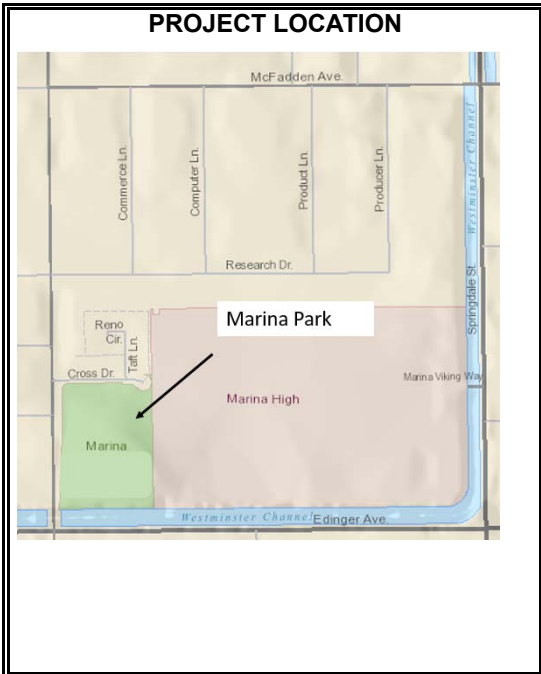 PROJECT LOCATION
McFadden Ave.
Commerce Ln.
Computer Ln.
Product Ln.
Producer Ln.
Westminster Channel
Research Dr.
Springdale St.
Marina Park
Reno
Cir.
Taft Ln.
Cross Dr.
Marina Viking Way
Marina High
Marina
Westminster Channel
Edinger Ave.